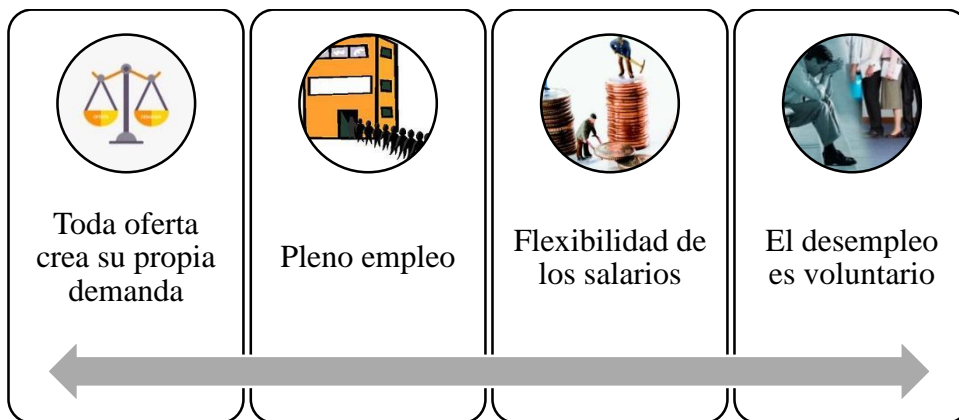 Toda oferta
crea su propia
demanda
Pleno empleo
Flexibilidad de
los salarios
El desempleo
es voluntario